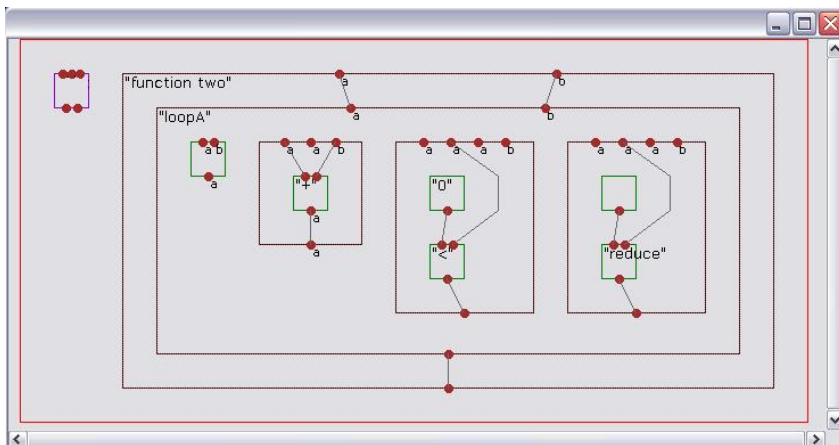 "function two"
a
b
"loopA"
a
b
a b
a
a a b
"+"
a
a
a a a b
"0"
"<"
a a a b
"reduce"